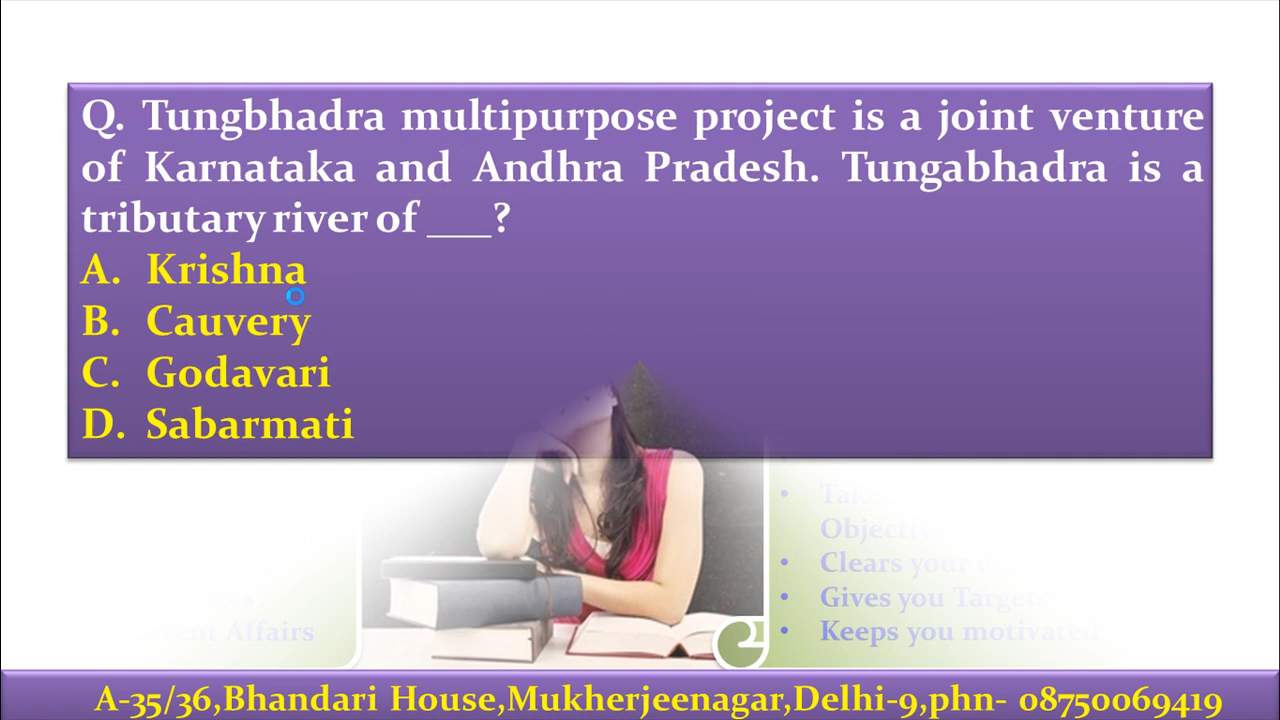 Q. Tungbhadra multipurpose project is a joint venture
of Karnataka and Andhra Pradesh. Tungabhadra is a
tributary river of ___?
A. Krishna
B. Cauvery
C. Godavari
D. Sabarmati
Clears your
Gives you Targets
Affairs
Keeps you motivated
A-35/36,Bhandari House,Mukherjeenagar,Delhi-9,phn- 08750069419